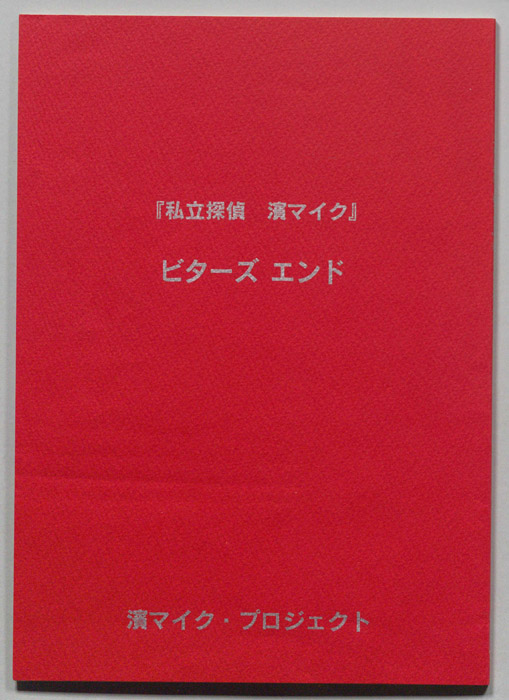 『私立探偵　濱マイク』
ビターズ エンド
濱マイク・プロジェクト